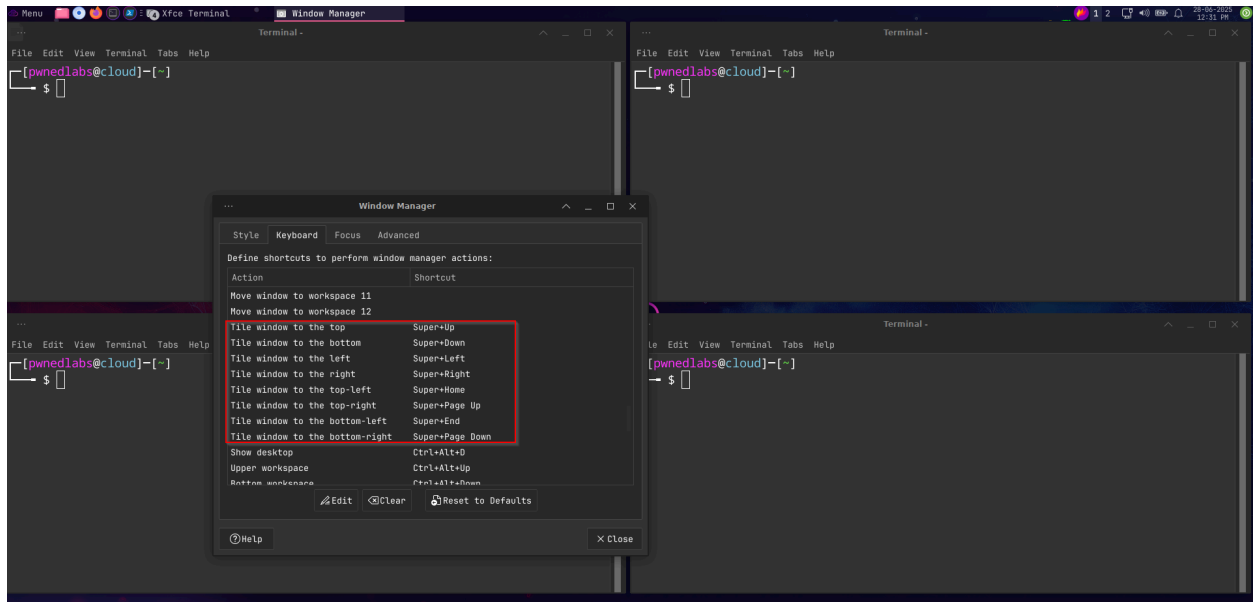 Menu
Xfce Terminal
Window Manager
1 2
28-06-2025
12:31 PM
Terminal -
File Edit View Terminal Tabs Help
[pwnedlabs@cloud]-[~]
$
Terminal -
File Edit View Terminal Tabs Help
[pwnedlabs@cloud]-[~]
$
Window Manager
Style Keyboard Focus Advanced
Define shortcuts to perform window manager actions:
Action Shortcut
Move window to workspace 11
Move window to workspace 12
Tile window to the top Super+Up
Tile window to the bottom Super+Down
Tile window to the left Super+Left
Tile window to the right Super+Right
Tile window to the top-left Super+Home
Tile window to the top-right Super+Page Up
Tile window to the bottom-left Super+End
Tile window to the bottom-right Super+Page Down
Show desktop Ctrl+Alt+D
Upper workspace Ctrl+Alt+Up
Bottom workspace Ctrl+Alt+Down
Edit Clear Reset to Defaults
Help Close
File Edit View Terminal Tabs Help
[pwnedlabs@cloud]-[~]
$
Terminal -
le Edit View Terminal Tabs Help
[pwnedlabs@cloud]-[~]
$